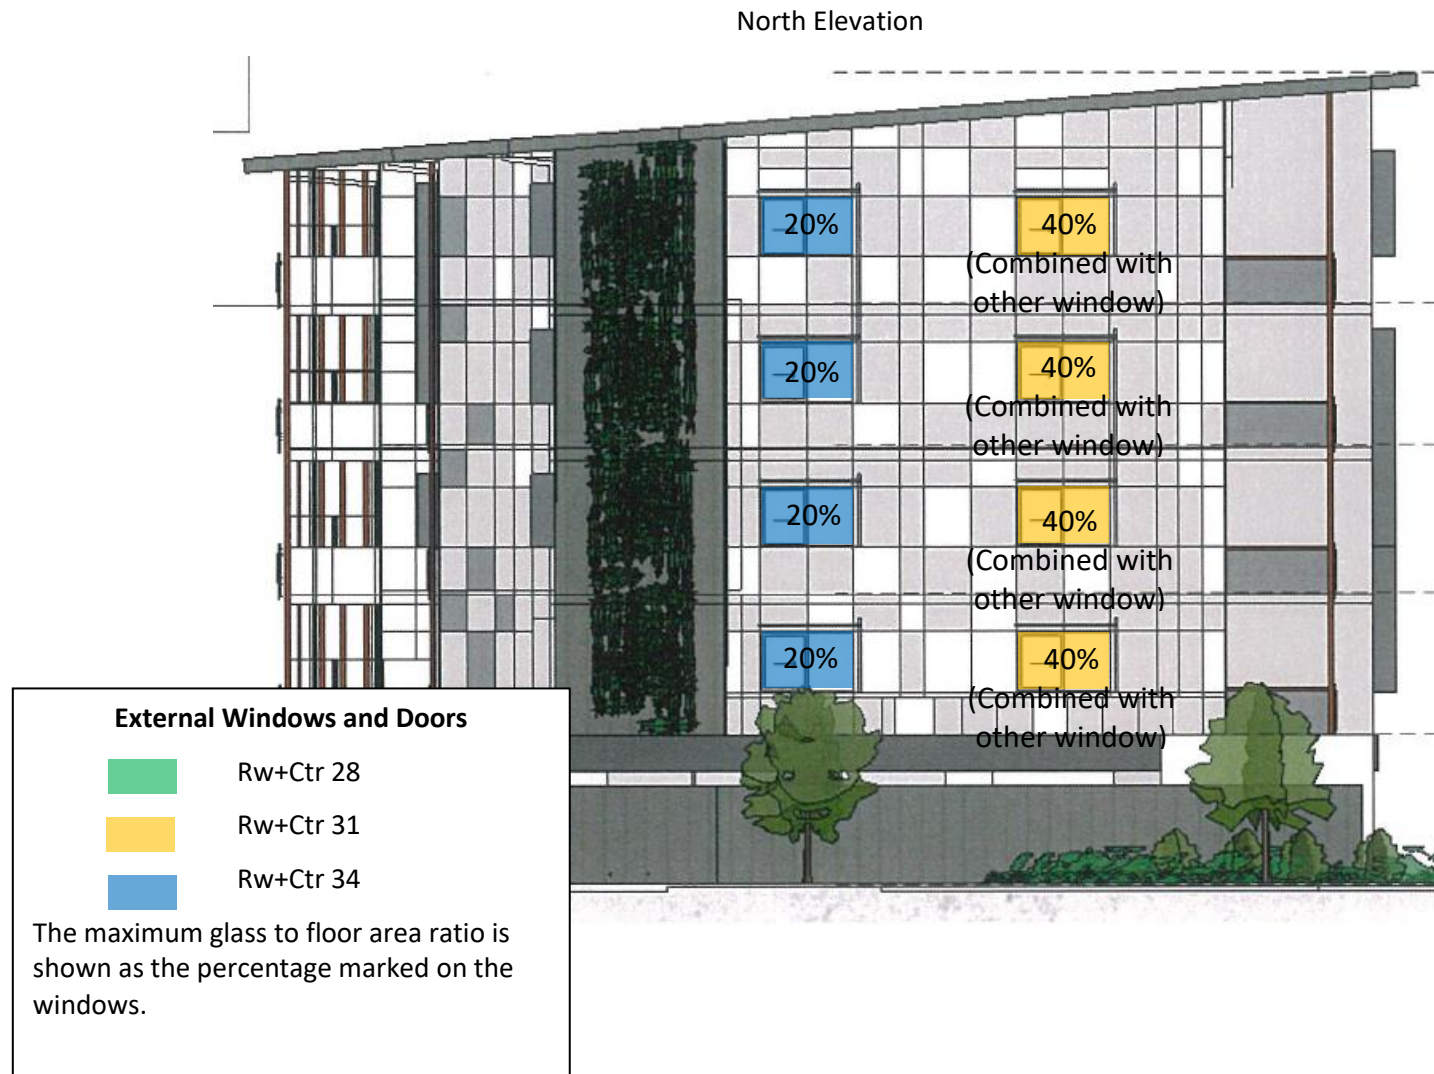 North Elevation
20%
40%
(Combined with
other window)
20%
40%
(Combined with
other window)
20%
40%
(Combined with
other window)
20%
40%
(Combined with
other window)
External Windows and Doors
Rw+Ctr 28
Rw+Ctr 31
Rw+Ctr 34
The maximum glass to floor area ratio is
shown as the percentage marked on the
windows.